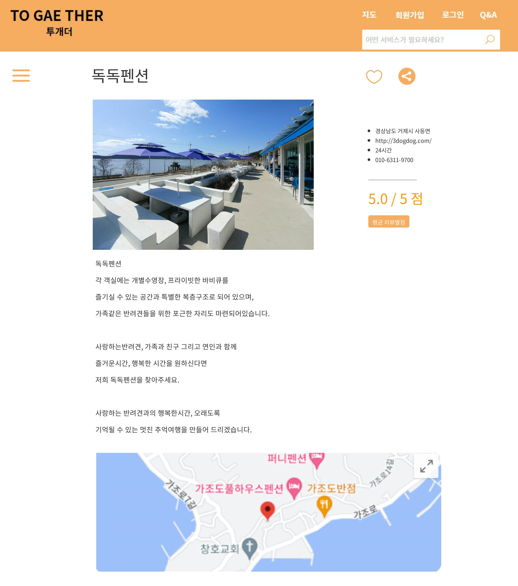 TO GAE THER
투개더
지도 회원가입 로그인 Q&A
어떤 서비스가 필요하세요?
독독펜션
경상남도 거제시 사등면
http://3dogdog.com/
24시간
010-6311-9700
5.0 / 5 점
평균 리뷰별점
독독펜션
각 객실에는 개별수영장, 프라이빗한 바비큐를
즐기실 수 있는 공간과 특별한 복층구조로 되어 있으며,
가족같은 반려견들을 위한 포근한 자리도 마련되어있습니다.
사랑하는반려견, 가족과 친구 그리고 연인과 함께
즐거운시간, 행복한 시간을 원하신다면
저희 독독펜션을 찾아주세요.
사랑하는 반려견과의 행복한시간, 오래도록
기억될 수 있는 멋진 추억여행을 만들어 드리겠습니다.
퍼니펜션
가조로24길
가조로7길
가조도풀하우스펜션
가조도반점
가조로
창호교회